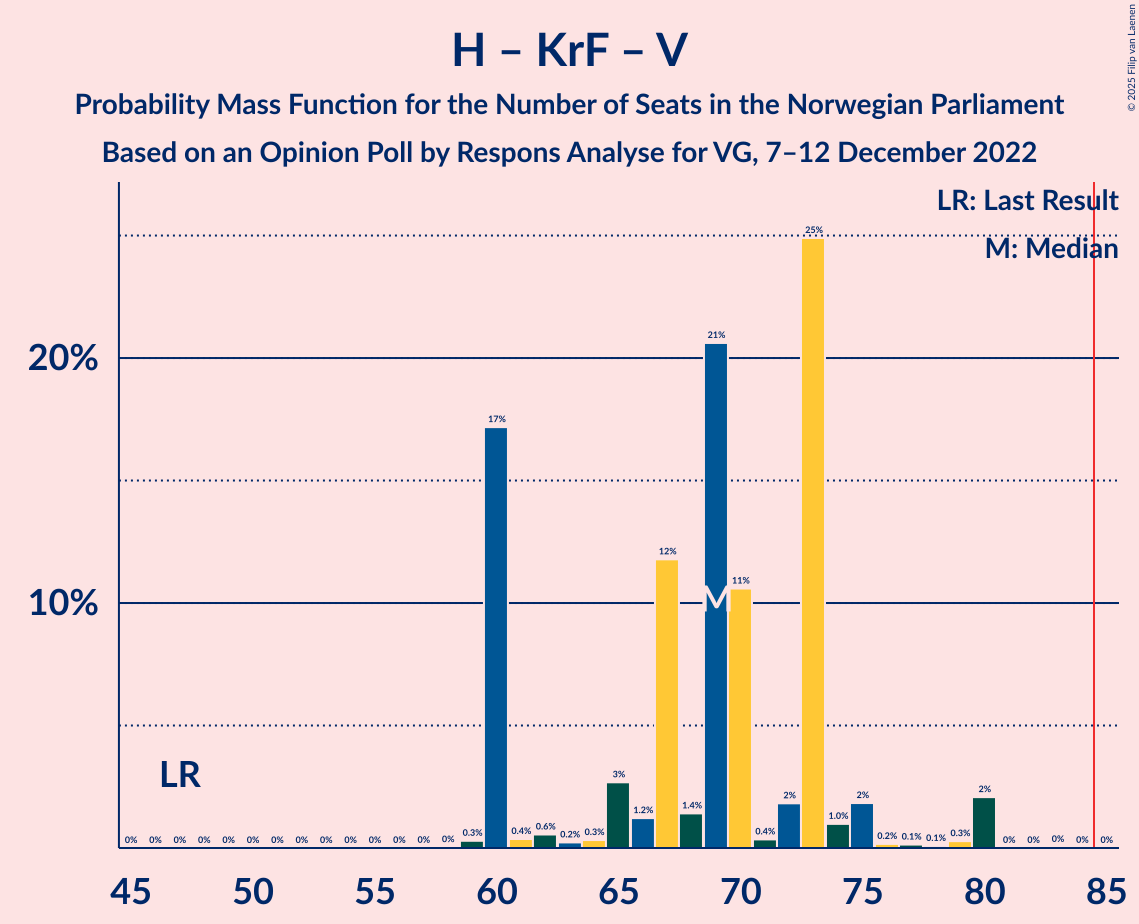 H – KrF – V
Probability Mass Function for the Number of Seats in the Norwegian Parliament
Based on an Opinion Poll by Respons Analyse for VG, 7–12 December 2022
© 2025 Filip van Laenen
LR: Last Result
M: Median
25%
21%
20%
17%
12%
11%
10%
M
LR
0% 0% 0% 0% 0% 0% 0% 0% 0% 0% 0% 0% 0% 0% 0.3% 0.4% 0.6% 0.2% 0.3% 3% 1.2% 1.4% 0.4% 2% 1.0% 2% 0.2% 0.1% 0.1% 0.3% 2% 0% 0% 0% 0% 0%
45 50 55 60 65 70 75 80 85